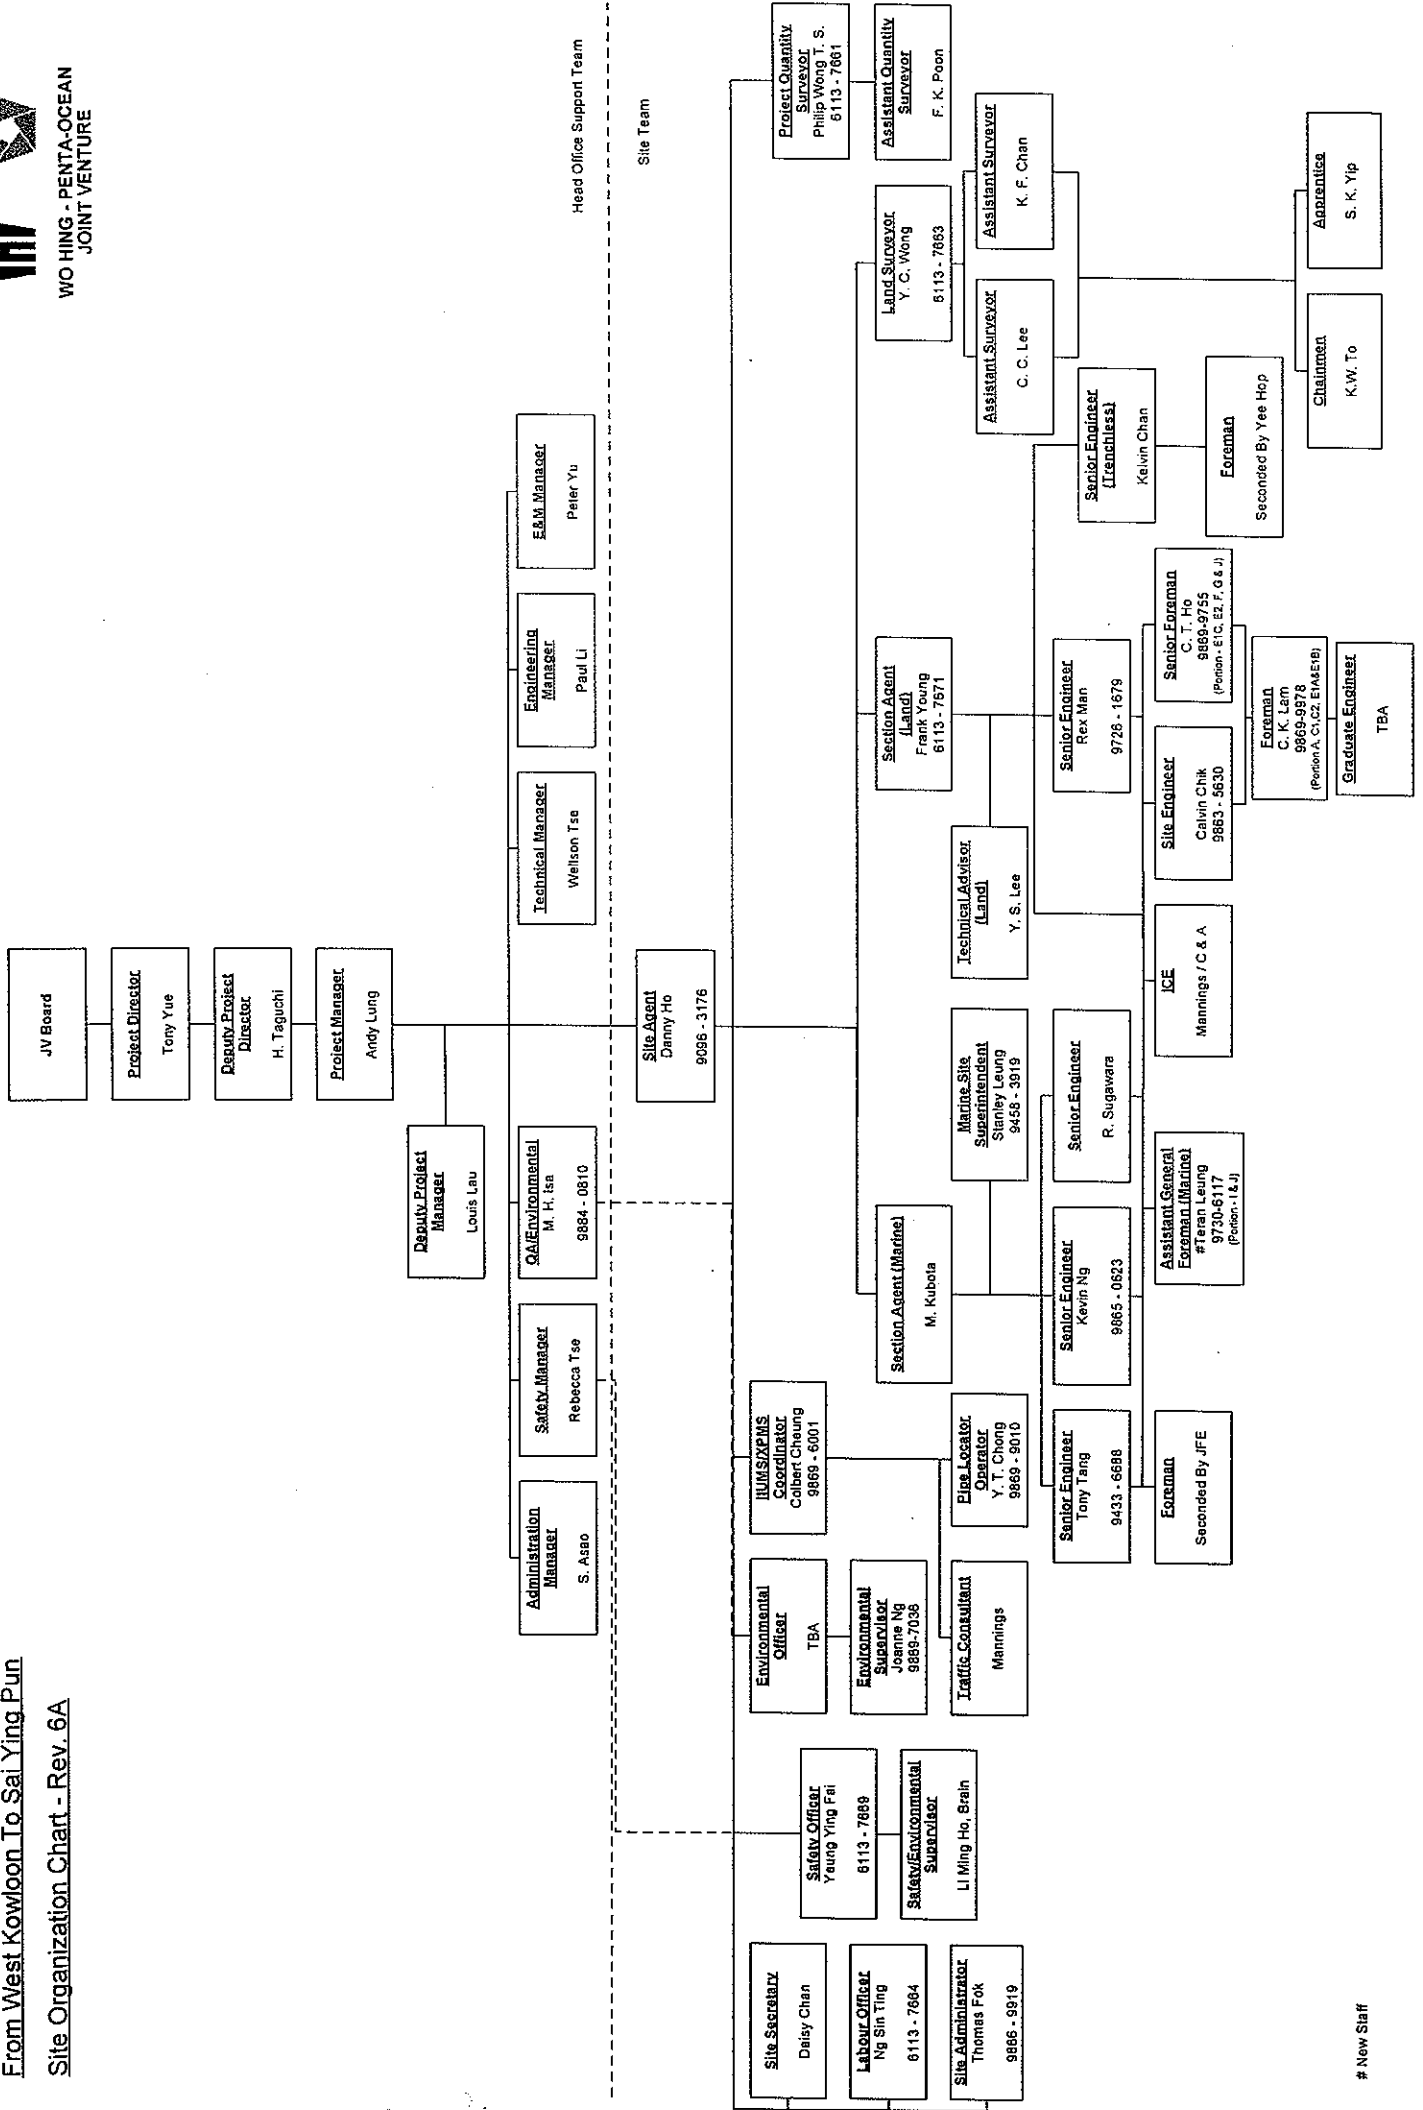 From West Kowloon To Sai Ying Pun
Site Organization Chart - Rev. 6A
WO HING - PENTA-OCEAN
JOINT VENTURE
JV Board
Project Director
Tony Yue
Deputy Project
Director
H. Taguchi
Project Manager
Andy Lung
Deputy Project
Manager
Louis Lau
Administration
Manager
S. Asao
Safety Manager
Rebecca Tse
QA/Environmental
M. H. Isa
9884 - 0810
Technical Manager
Wellson Tse
Engineering
Manager
Paul Li
E&M Manager
Peter Yu
Head Office Support Team
Site Team
Site Agent
Danny Ho
9096 - 3176
Site Secretary
Daisy Chan
Labour Officer
Ng Sin Ting
6113 - 7664
Site Administrator
Thomas Fok
9866 - 9919
Safety Officer
Yeung Ying Fai
6113 - 7669
Safety/Environmental
Supervisor
Li Ming Ho, Brain
Environmental
Officer
TBA
Environmental
Supervisor
Joanne Ng
9869-7036
IIUMS/XPMS
Coordinator
Colbert Cheung
9869 - 6001
Traffic Consultant
Mannings
Pipe Locator
Operator
Y. T. Chong
9869 - 9010
Project Quantity
Surveyor
Philip Wong T. S.
6113 - 7661
Assistant Quantity
Surveyor
F. K. Poon
Section Agent (Marine)
M. Kubota
Section Agent
(Land)
Frank Young
6113 - 7671
Land Surveyor
Y. C. Wong
6113 - 7663
Marine Site
Superintendent
Stanley Leung
9458 - 3919
Technical Advisor
(Land)
Y. S. Lee
Assistant Surveyor
C. C. Lee
Assistant Surveyor
K. F. Chan
Senior Engineer
Tony Tang
9433 - 6688
Senior Engineer
Kevin Ng
9865 - 0623
Senior Engineer
R. Sugawara
Senior Engineer
Rex Man
9726 - 1679
Senior Engineer
(Trenchless)
Kelvin Chan
Foreman
Seconded By JFE
Assistant General
Foreman (Marine)
#Teran Leung
9730-6117
(Portion - I & J)
ICE
Mannings / C & A
Site Engineer
Calvin Chik
9863 - 5630
Senior Foreman
C. T. Ho
9869-9755
(Portion - E1C, E2, F, G & J)
Foreman
Seconded By Yee Hop
Foreman
C. K. Lam
9869-9978
(Portion A, C1,C2, E1A&E1B)
Graduate Engineer
TBA
Chainmen
K.W. To
Apprentice
S. K. Yip
# New Staff